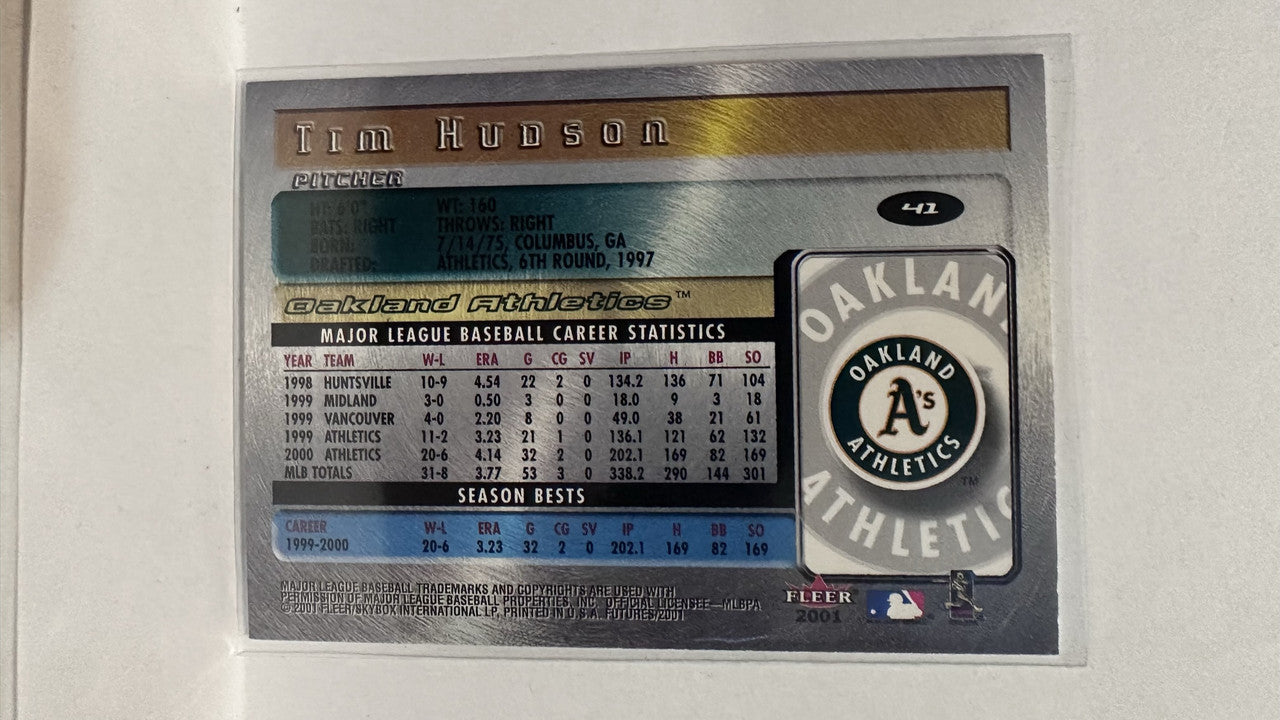 Tim Hudson
PITCHER
41
HT: 6'0" WT: 160
BATS: RIGHT THROWS: RIGHT
BORN: 7/14/75, COLUMBUS, GA
DRAFTED: ATHLETICS, 6TH ROUND, 1997
Oakland Athletics™
MAJOR LEAGUE BASEBALL CAREER STATISTICS
YEAR TEAM W-L ERA G CG SV IP H BB SO
1998 HUNTSVILLE 10-9 4.54 22 2 0 134.2 136 71 104
1999 MIDLAND 3-0 0.50 3 0 0 18.0 9 3 18
1999 VANCOUVER 4-0 2.20 8 0 0 49.0 38 21 61
1999 ATHLETICS 11-2 3.23 21 1 0 136.1 121 62 132
2000 ATHLETICS 20-6 4.14 32 2 0 202.1 169 82 169
MLB TOTALS 31-8 3.77 53 3 0 338.2 290 144 301
SEASON BESTS
CAREER W-L ERA G CG SV IP H BB SO
1999-2000 20-6 3.23 32 2 0 202.1 169 82 169
OAKLAN
OAKLAND
A's
ATHLETICS
TM
ATHLETIC
MAJOR LEAGUE BASEBALL TRADEMARKS AND COPYRIGHTS ARE USED WITH
PERMISSION OF MAJOR LEAGUE BASEBALL PROPERTIES, INC. OFFICIAL LICENSEE—MLBPA
© 2001 FLEER/SKYBOX INTERNATIONAL LP, PRINTED IN U.S.A. FUTURES/2001
FLEER
2001